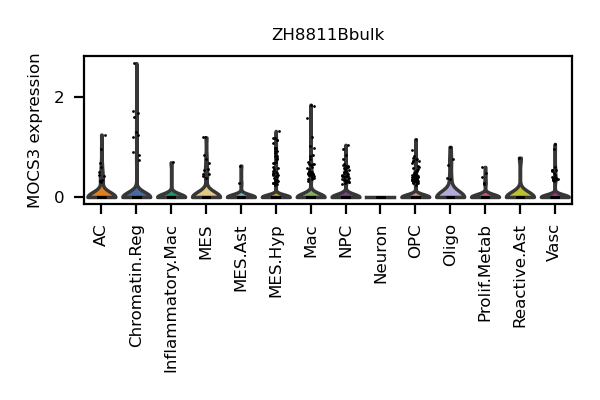 ZH8811Bbulk
MOCS3 expression
2
0
AC
Chromatin.Reg
Inflammatory.Mac
MES
MES.Ast
MES.Hyp
Mac
NPC
Neuron
OPC
Oligo
Prolif.Metab
Reactive.Ast
Vasc